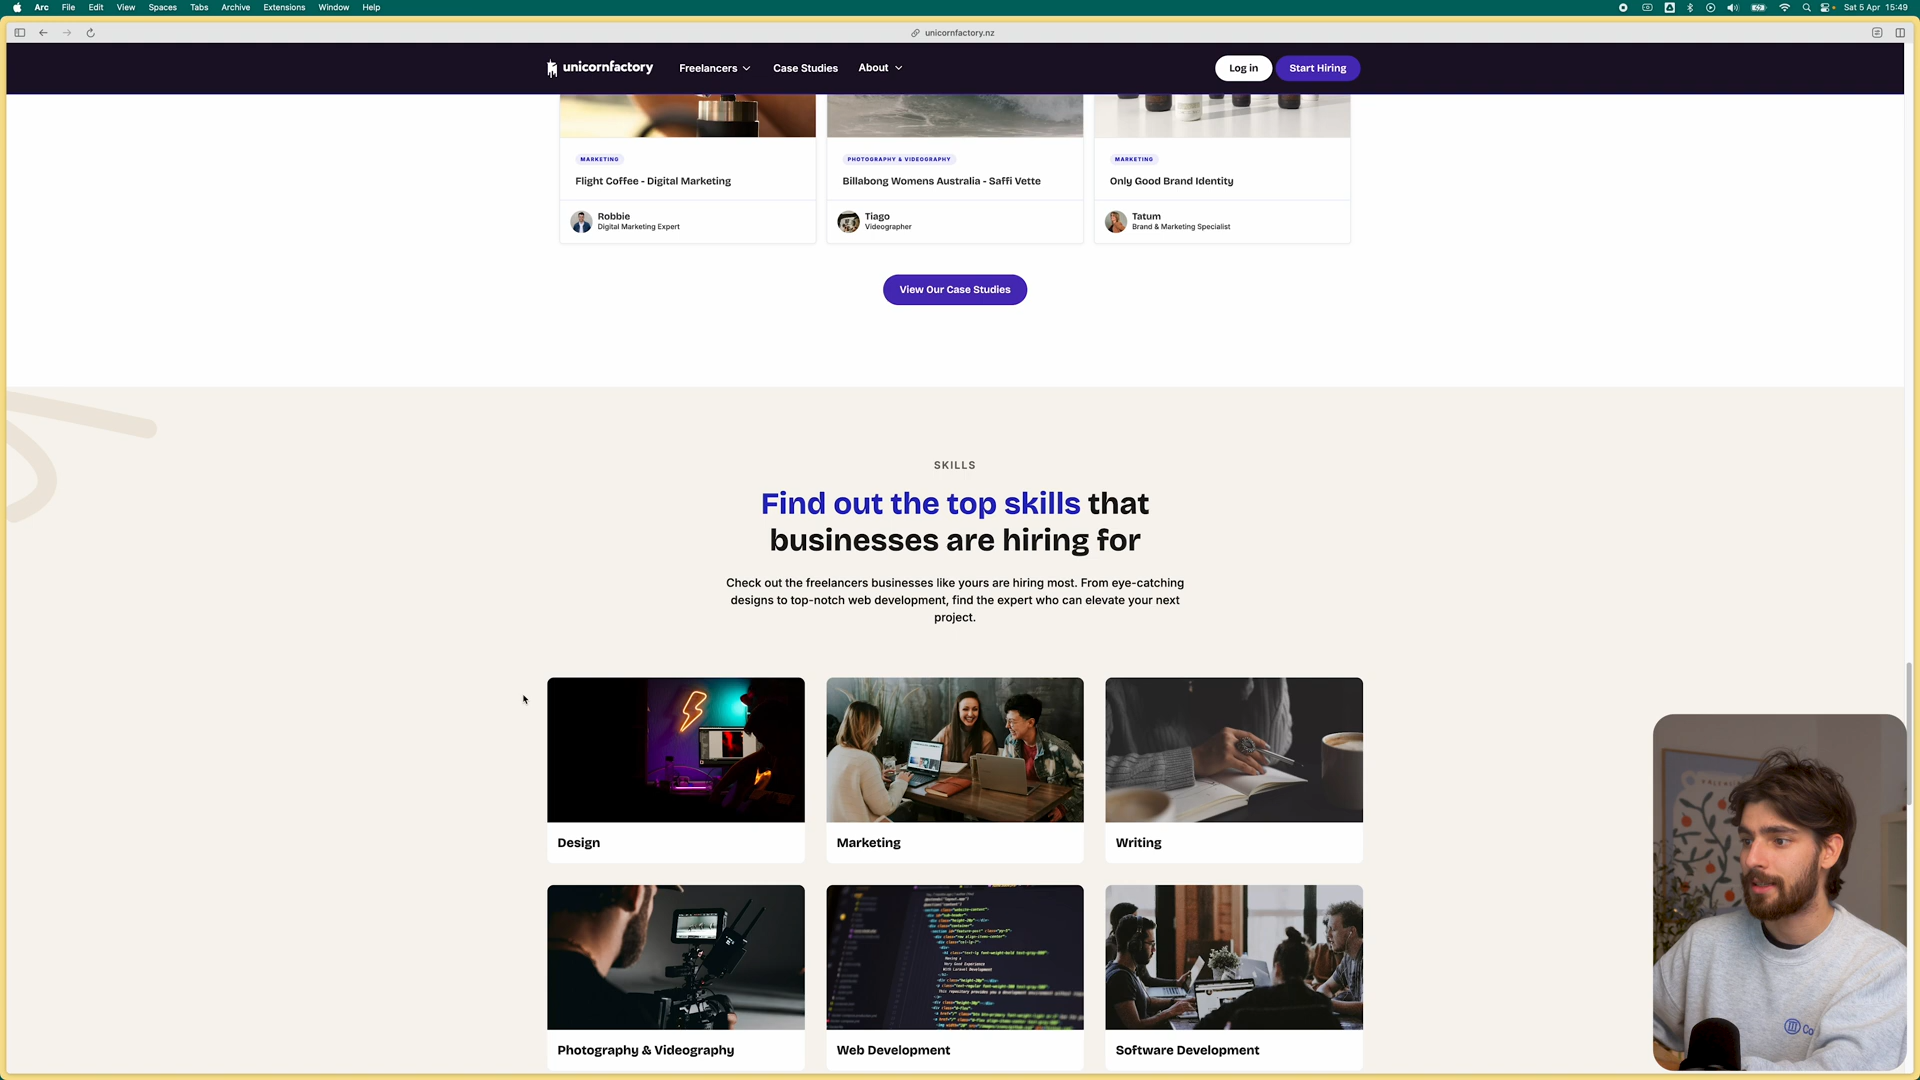 Arc File Edit View Spaces Tabs Archive Extensions Window Help
Sat 5 Apr 15:49
unicornfactory.nz
unicornfactory Freelancers Case Studies About Log in Start Hiring
MARKETING
Flight Coffee - Digital Marketing
Robbie
Digital Marketing Expert
PHOTOGRAPHY & VIDEOGRAPHY
Billabong Womens Australia - Saffi Vette
Tiago
Videographer
MARKETING
Only Good Brand Identity
Tatum
Brand & Marketing Specialist
View Our Case Studies
SKILLS
Find out the top skills that
businesses are hiring for
Check out the freelancers businesses like yours are hiring most. From eye-catching
designs to top-notch web development, find the expert who can elevate your next
project.
Design
Marketing
Writing
Photography & Videography
Web Development
Software Development